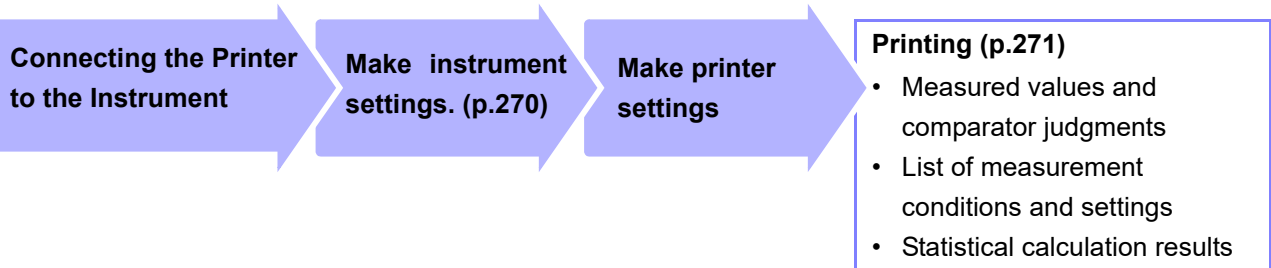 Connecting the Printer
to the Instrument
Make instrument
settings. (p.270)
Make printer
settings
Printing (p.271)
• Measured values and
comparator judgments
• List of measurement
conditions and settings
• Statistical calculation results